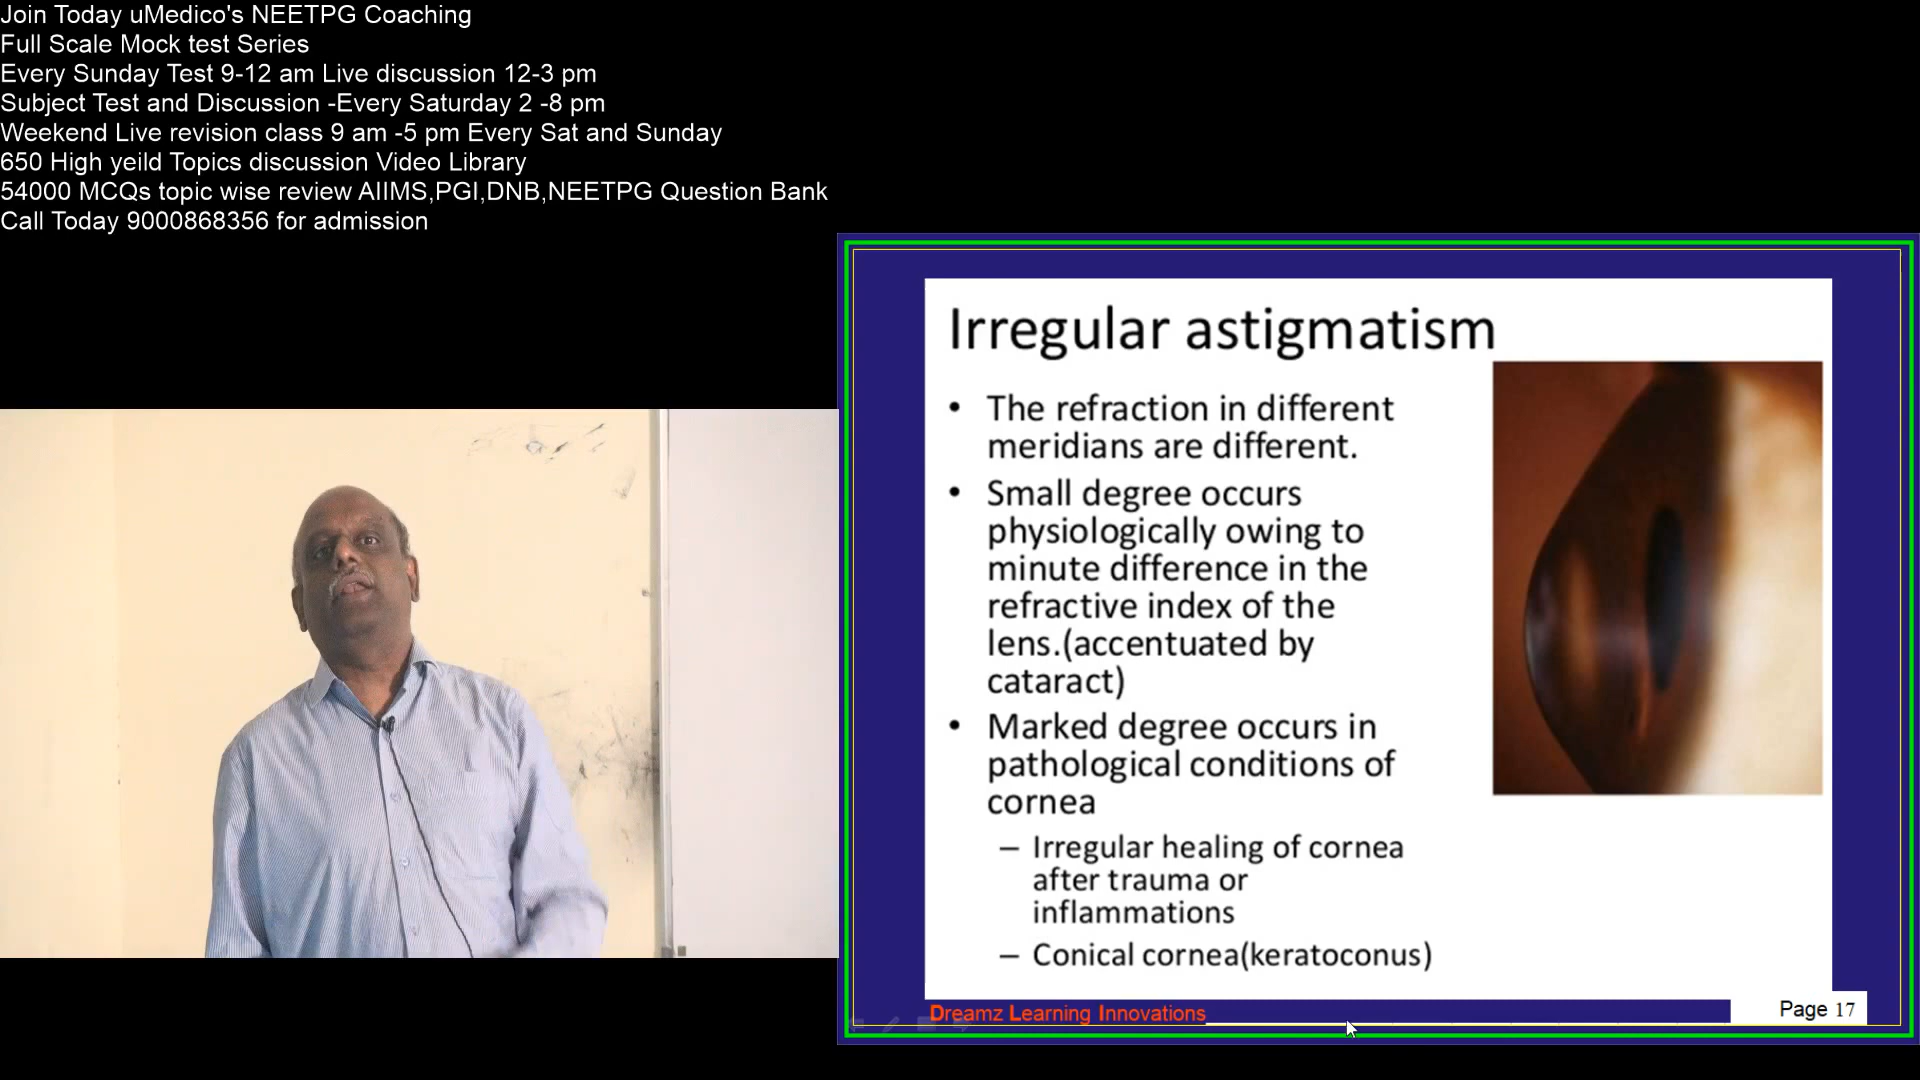 Join Today uMedico's NEETPG Coaching
Full Scale Mock test Series
Every Sunday Test 9-12 am Live discussion 12-3 pm
Subject Test and Discussion -Every Saturday 2 -8 pm
Weekend Live revision class 9 am -5 pm Every Sat and Sunday
650 High yeild Topics discussion Video Library
54000 MCQs topic wise review AIIMS,PGI,DNB,NEETPG Question Bank
Call Today 9000868356 for admission
Irregular astigmatism
• The refraction in different
meridians are different.
• Small degree occurs
physiologically owing to
minute difference in the
refractive index of the
lens.(accentuated by
cataract)
• Marked degree occurs in
pathological conditions of
cornea
– Irregular healing of cornea
after trauma or
inflammations
– Conical cornea(keratoconus)
Dreamz Learning Innovations
Page 17